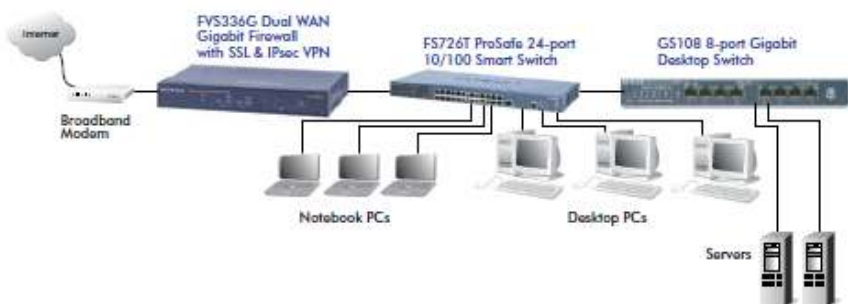 Internet
FVS336G Dual WAN
Gigabit Firewall
with SSL & IPsec VPN
FS726T ProSafe 24-port
10/100 Smart Switch
GS108 8-port Gigabit
Desktop Switch
Broadband
Modem
Notebook PCs
Desktop PCs
Servers